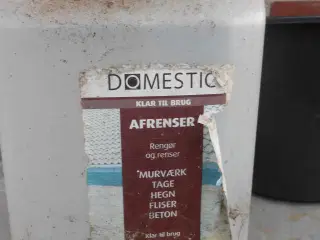 DOMESTIC
KLAR TIL BRUG
AFRENSER
Rengør
og renser
*MURVÆRK
TAGE
HEGN
FLISER
BETON
Klar til brug